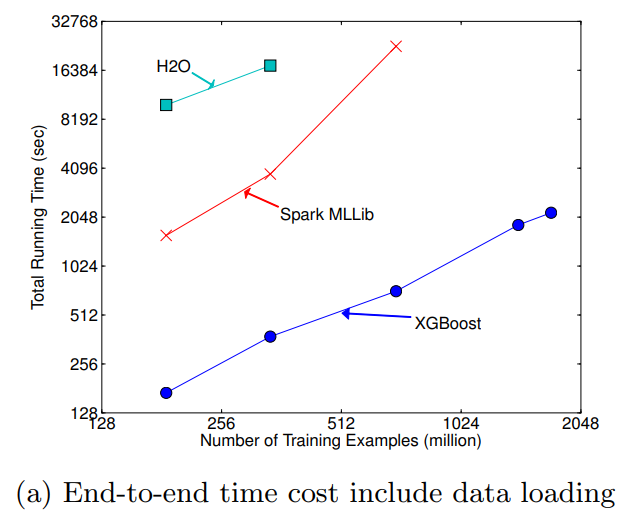 32768
16384
8192
4096
2048
1024
512
256
128
Total Running Time (sec)
H2O
Spark MLLib
XGBoost
128 256 512 1024 2048
Number of Training Examples (million)
(a) End-to-end time cost include data loading